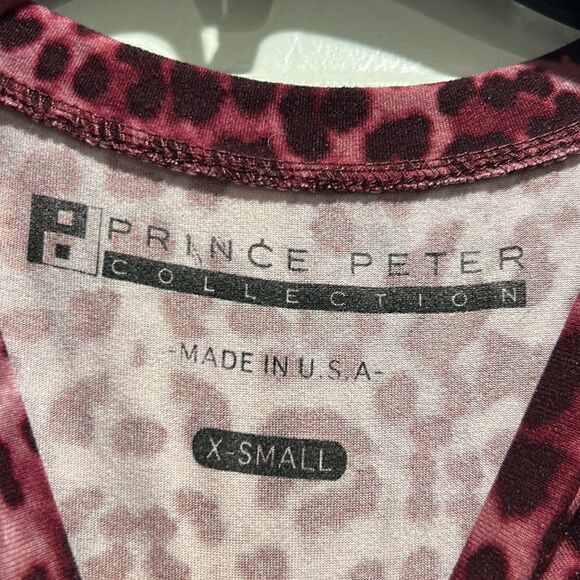 PRINCE PETER
COLLECTION
-MADE IN U.S.A-
X-SMALL